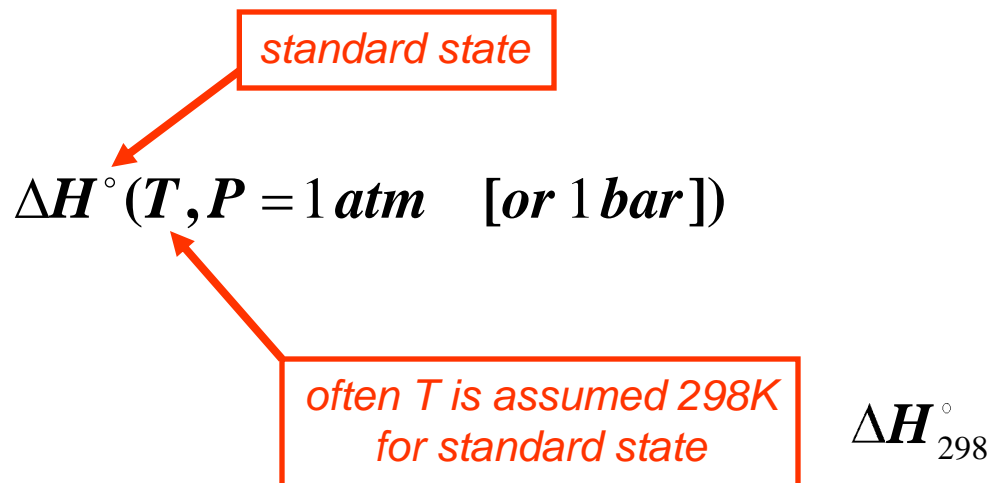 standard state
ΔH°(T, P = 1 atm [or 1 bar])
often T is assumed 298K
for standard state
ΔH°₂₉₈